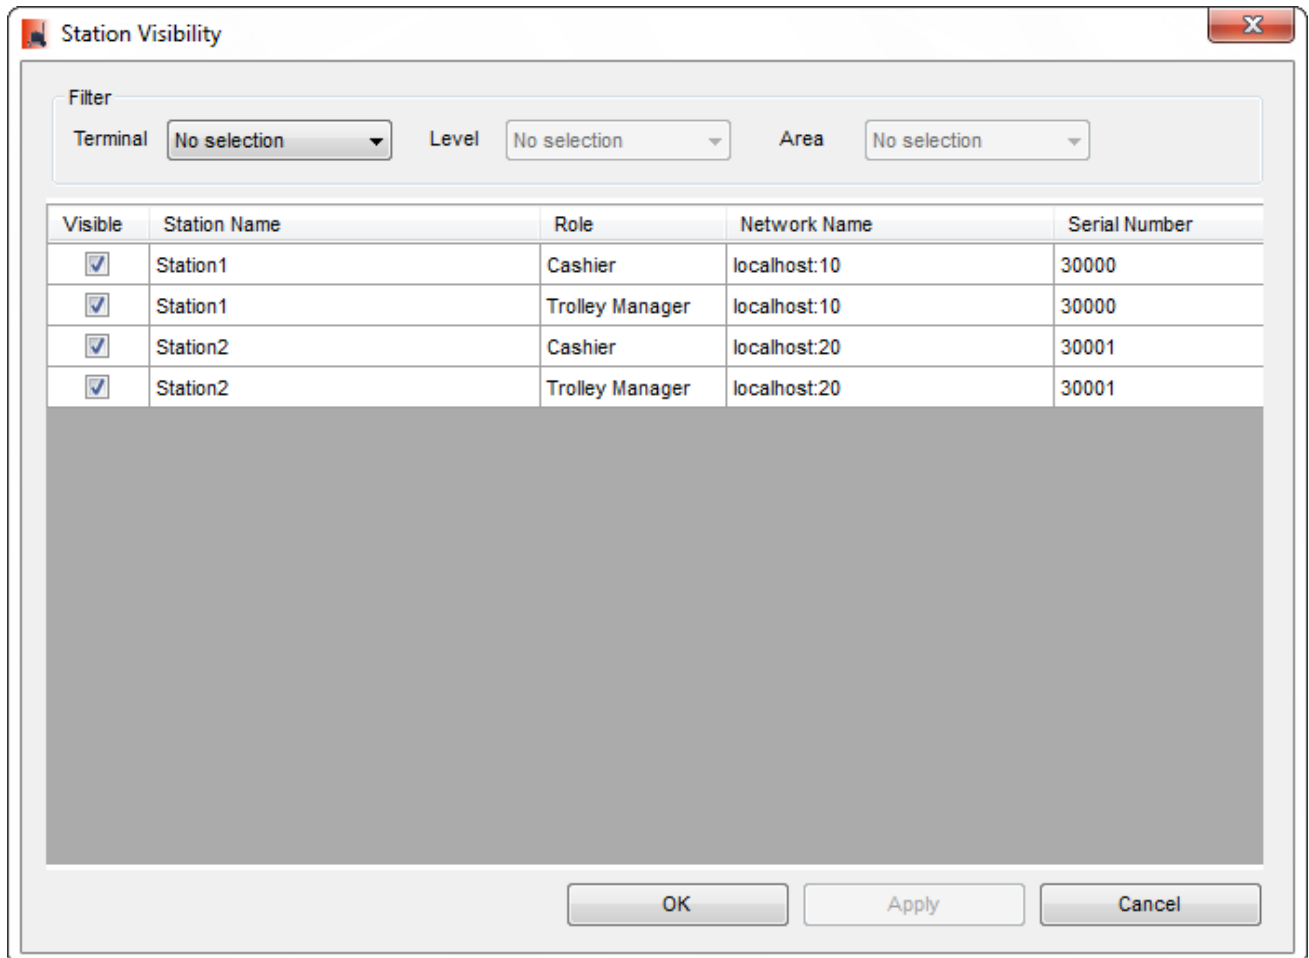 Station Visibility
Filter
Terminal No selection Level No selection Area No selection
Visible Station Name Role Network Name Serial Number
Station1 Cashier localhost:10 30000
Station1 Trolley Manager localhost:10 30000
Station2 Cashier localhost:20 30001
Station2 Trolley Manager localhost:20 30001
OK Apply Cancel